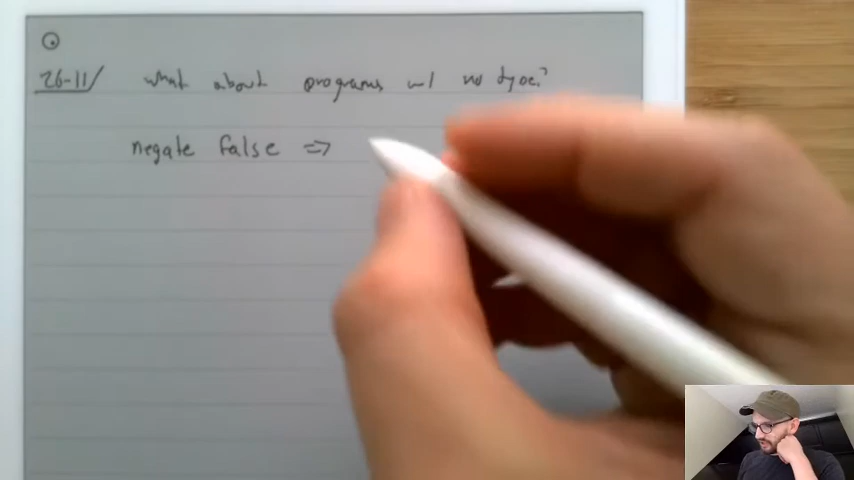 26-11/ what about programs w/ no type?
negate false =>